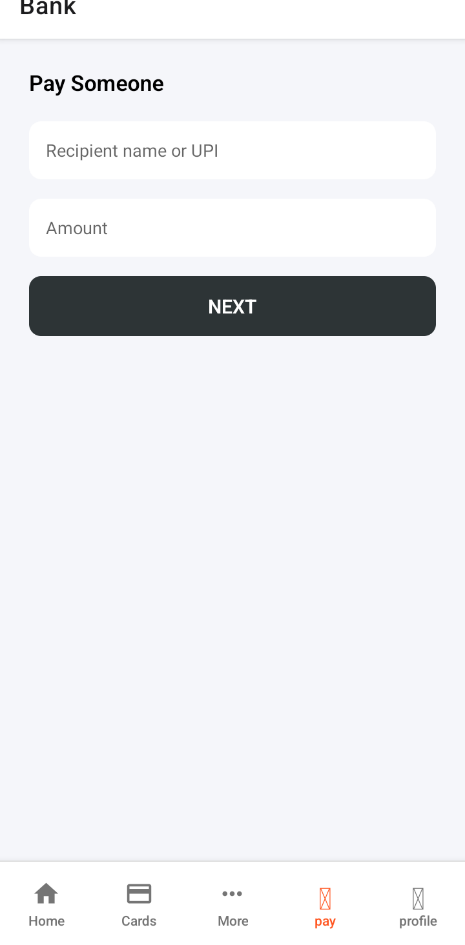 Bank
Pay Someone
Recipient name or UPI
Amount
NEXT
Home
Cards
More
pay
profile